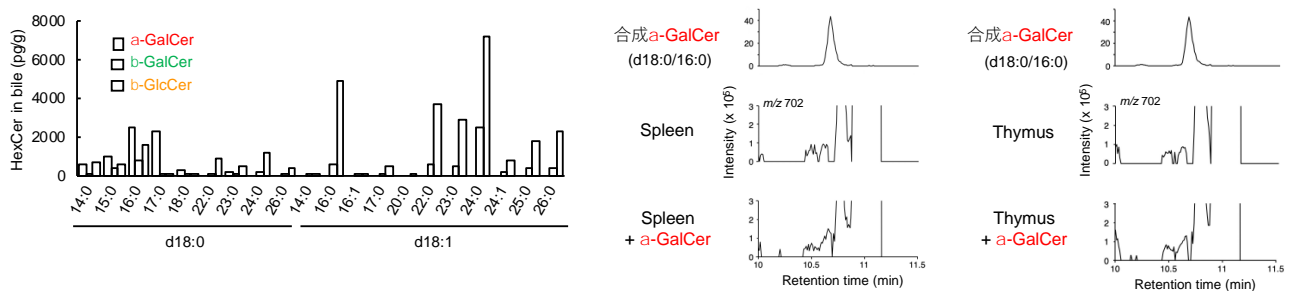 HexCer in bile (pg/g)
8000
6000
4000
2000
0
a-GalCer
b-GalCer
b-GlcCer
14:0
15:0
16:0
17:0
18:0
22:0
23:0
24:0
26:0
14:0
16:0
16:1
17:0
20:0
22:0
23:0
24:0
24:1
25:0
26:0
d18:0
d18:1
合成a-GalCer
(d18:0/16:0)
40
20
0
Spleen
Intensity (x 10⁵)
m/z 702
3
2
1
0
Spleen
+ a-GalCer
3
2
1
0
10
10.5
11
11.5
Retention time (min)
合成a-GalCer
(d18:0/16:0)
40
20
0
Thymus
Intensity (x 10⁵)
m/z 702
3
2
1
0
Thymus
+ a-GalCer
3
2
1
0
10
10.5
11
11.5
Retention time (min)